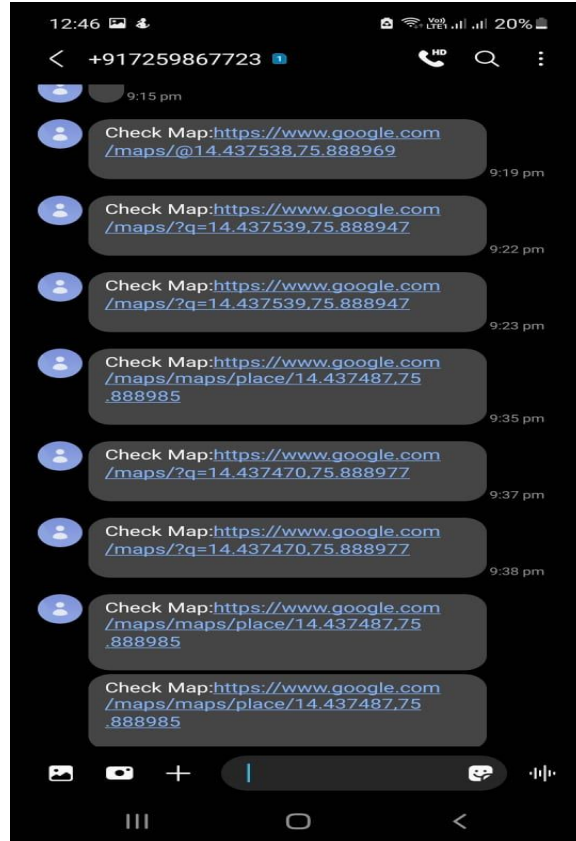 12:46 20%
+917259867723 1 HD
9:15 pm
Check Map:https://www.google.com
/maps/@14.437538,75.888969
9:19 pm
Check Map:https://www.google.com
/maps/?q=14.437539,75.888947
9:22 pm
Check Map:https://www.google.com
/maps/?q=14.437539,75.888947
9:23 pm
Check Map:https://www.google.com
/maps/maps/place/14.437487,75
.888985
9:35 pm
Check Map:https://www.google.com
/maps/?q=14.437470,75.888977
9:37 pm
Check Map:https://www.google.com
/maps/?q=14.437470,75.888977
9:38 pm
Check Map:https://www.google.com
/maps/maps/place/14.437487,75
.888985
Check Map:https://www.google.com
/maps/maps/place/14.437487,75
.888985